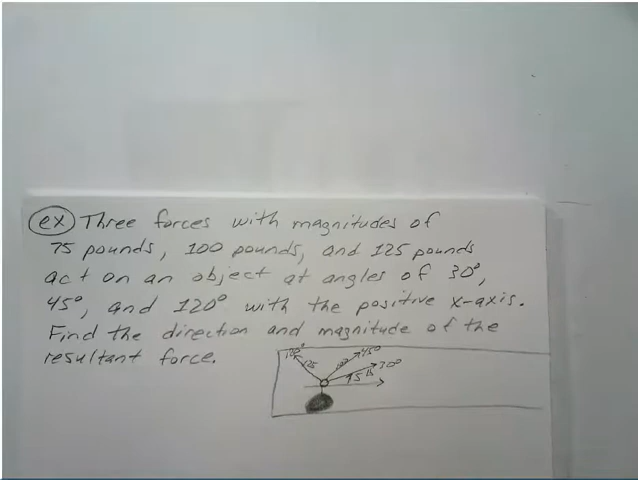 ex Three forces with magnitudes of
75 pounds, 100 pounds, and 125 pounds
act on an object at angles of 30°,
45°, and 120° with the positive x-axis.
Find the direction and magnitude of the
resultant force.
120° 125 100 45°
75 lb 30°